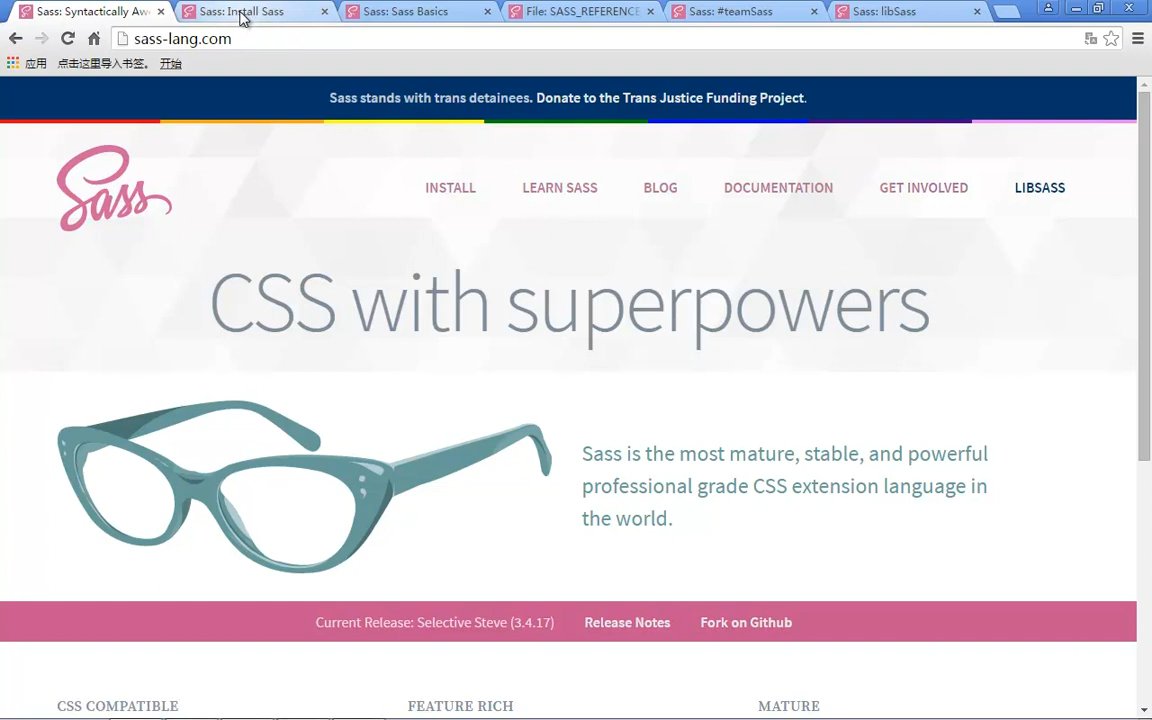 Sass: Syntactically Aw
Sass: Install Sass
Sass: Sass Basics
File: SASS_REFERENCE
Sass: #teamSass
Sass: libSass
sass-lang.com
应用 点击这里导入书签。 开始
Sass stands with trans detainees. Donate to the Trans Justice Funding Project.
Sass
INSTALL LEARN SASS BLOG DOCUMENTATION GET INVOLVED LIBSASS
CSS with superpowers
Sass is the most mature, stable, and powerful
professional grade CSS extension language in
the world.
Current Release: Selective Steve (3.4.17) Release Notes Fork on Github
CSS COMPATIBLE FEATURE RICH MATURE